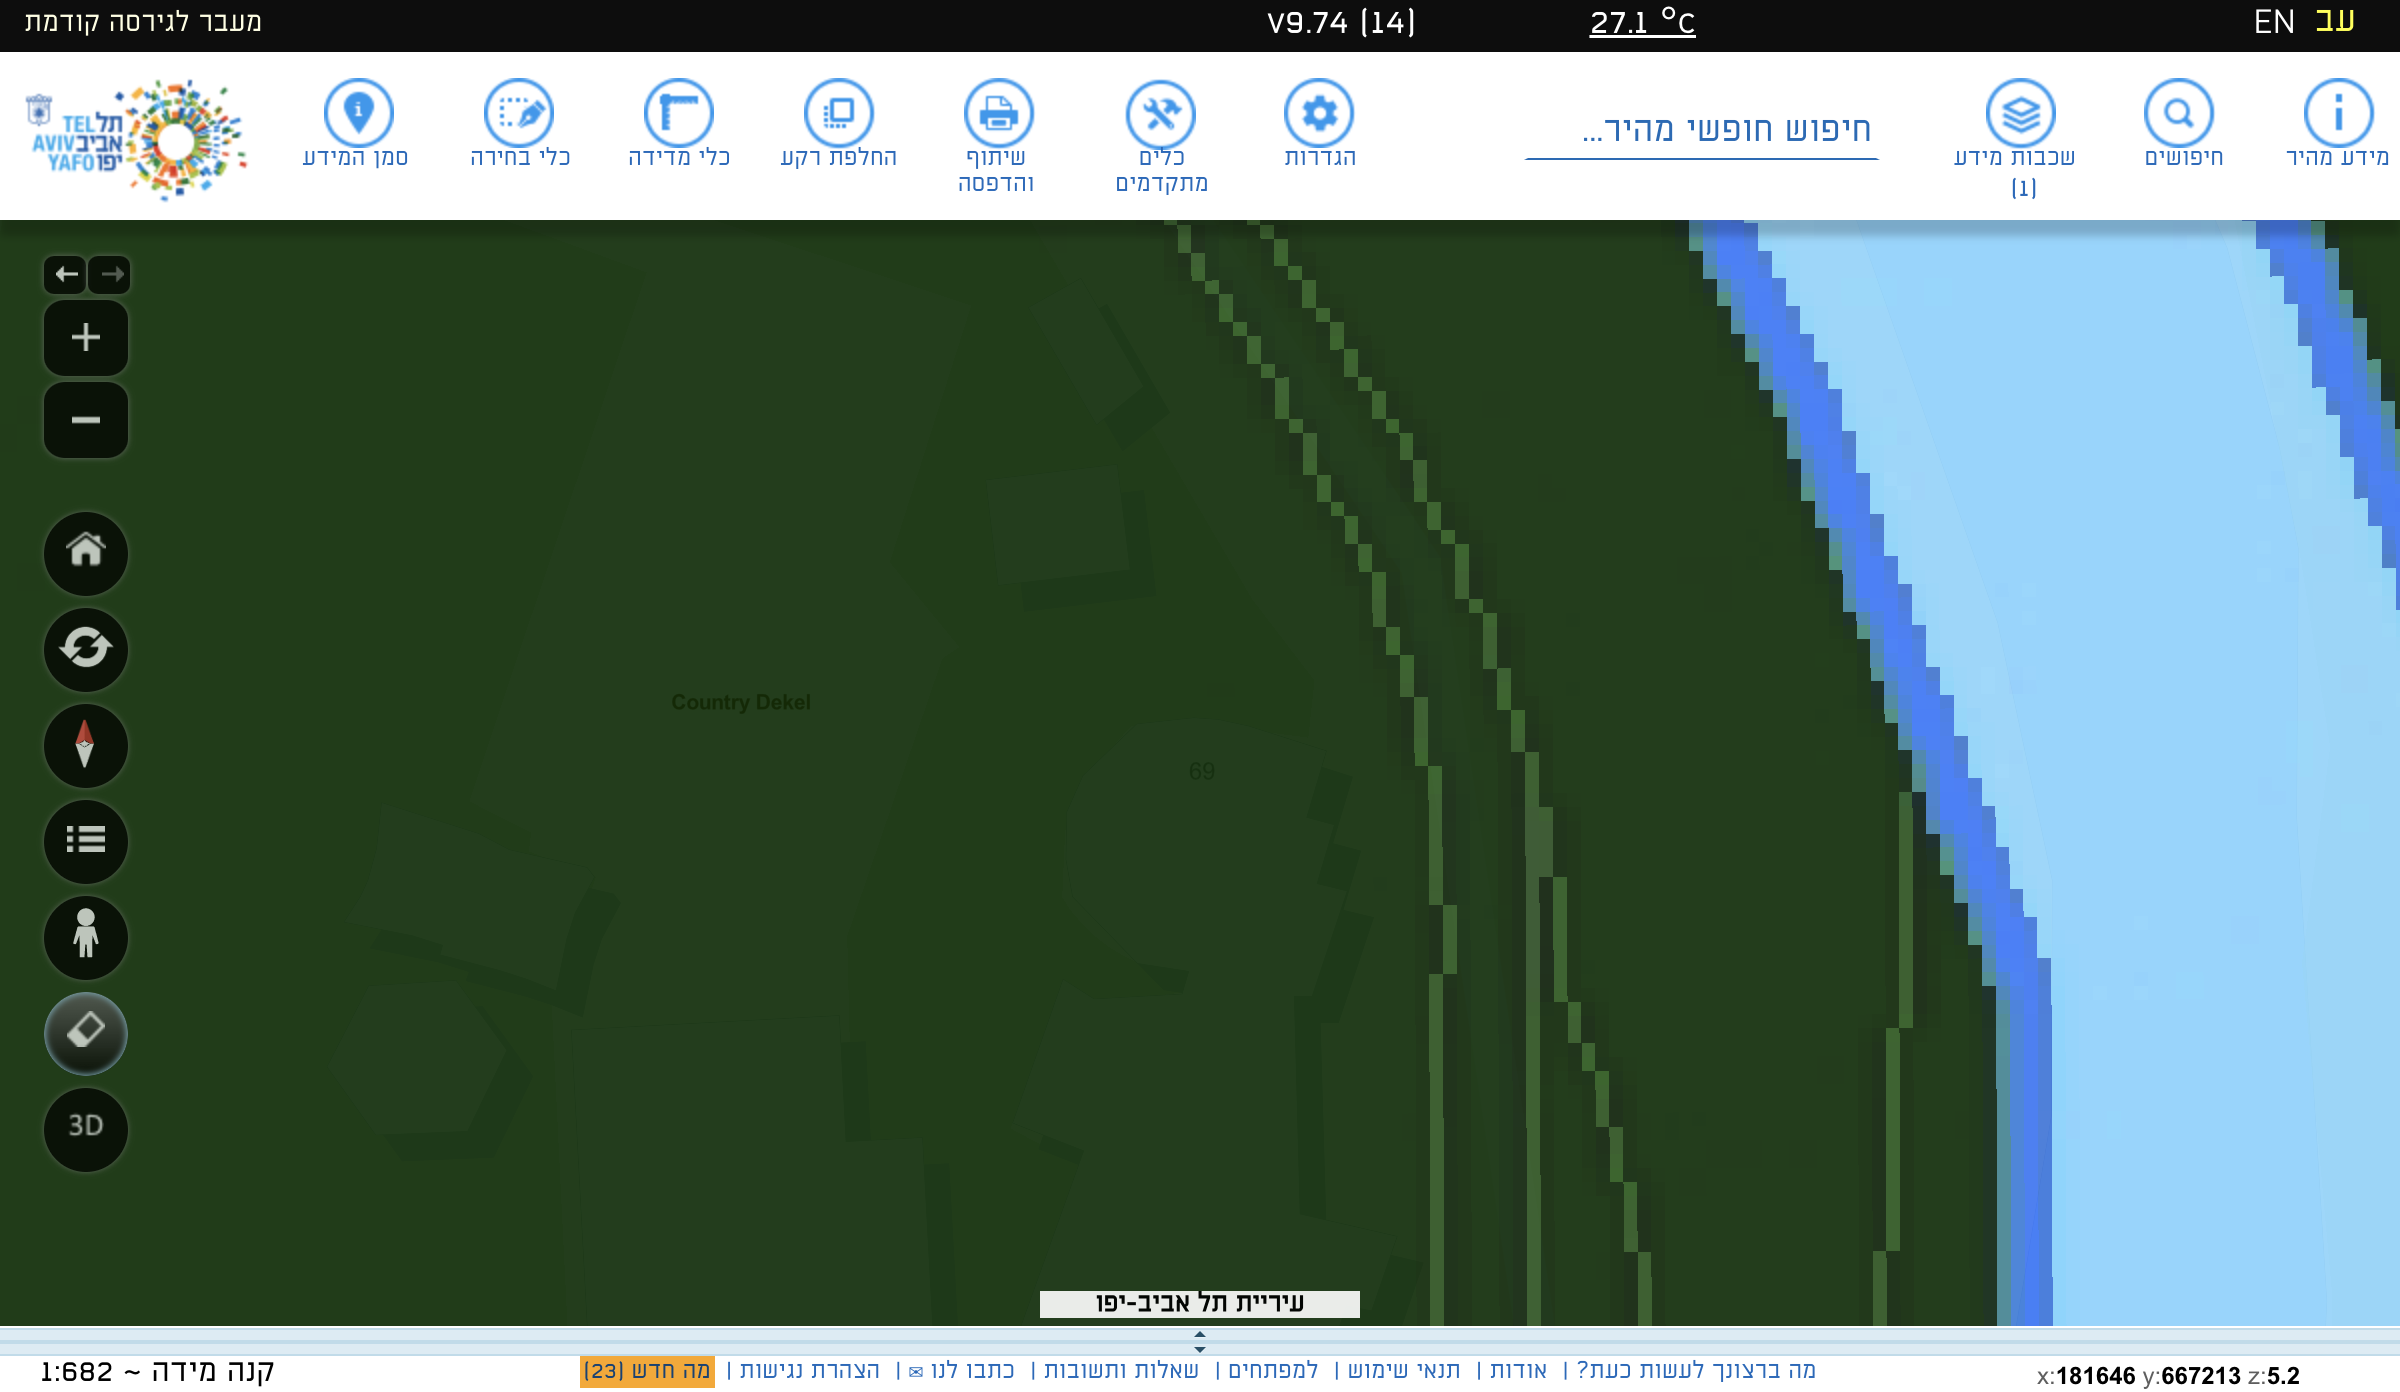 עב EN
27.1 °C
V9.74 (14)
מעבר לגירסה קודמת
מידע מהיר
חיפושים
שכבות מידע
(1)
חיפוש חופשי מהיר...
הגדרות
כלים
מתקדמים
שיתוף
והדפסה
החלפת רקע
כלי מדידה
כלי בחירה
סמן המידע
תל TEL
אביב AVIV
יפו YAFO
Country Dekel
69
3D
עיריית תל אביב-יפו
מה ברצונך לעשות כעת? | אודות | תנאי שימוש | למפתחים | שאלות ותשובות | כתבו לנו ✉ | הצהרת נגישות | מה חדש (23)
קנה מידה ~ 1:682
x:181646 y:667213 z:5.2